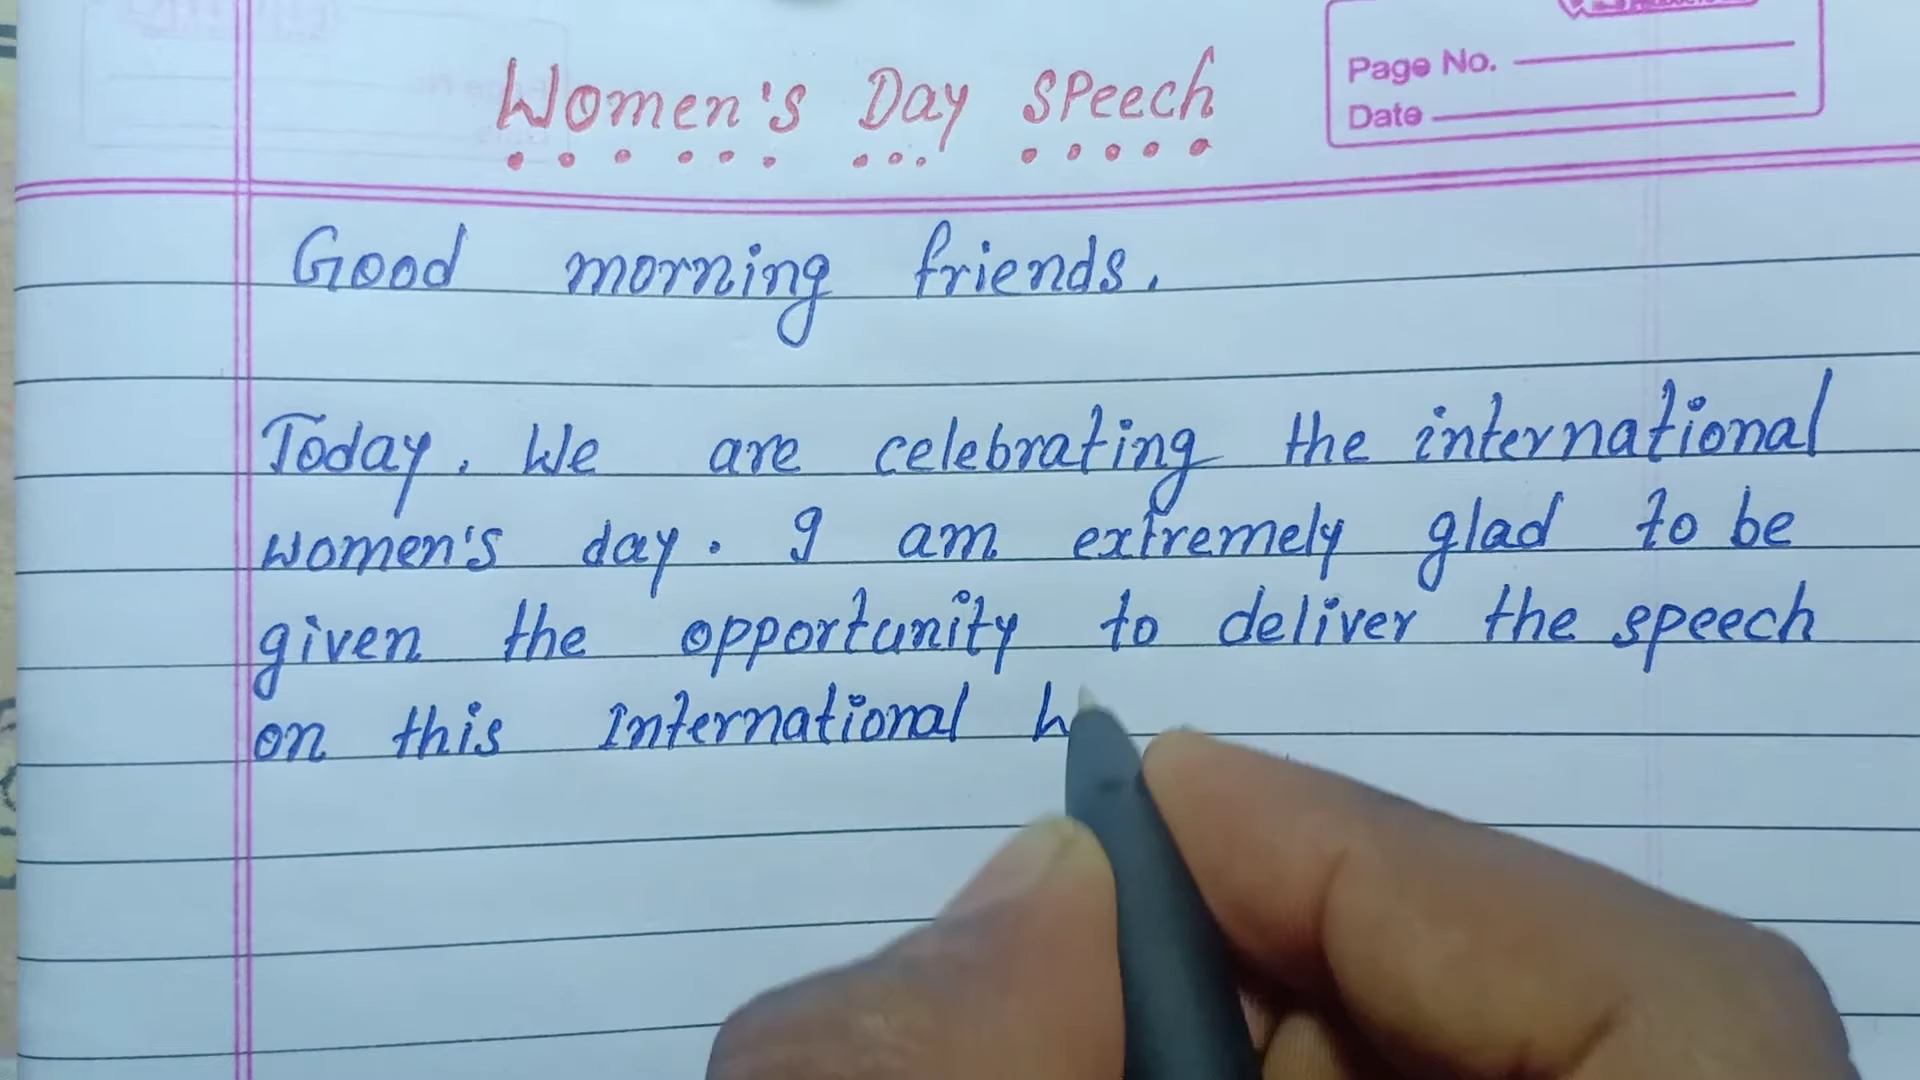 Women's Day Speech
Page No.
Date
Good morning friends,
Today, We are celebrating the international
women's day. I am extremely glad to be
given the opportunity to deliver the speech
on this International